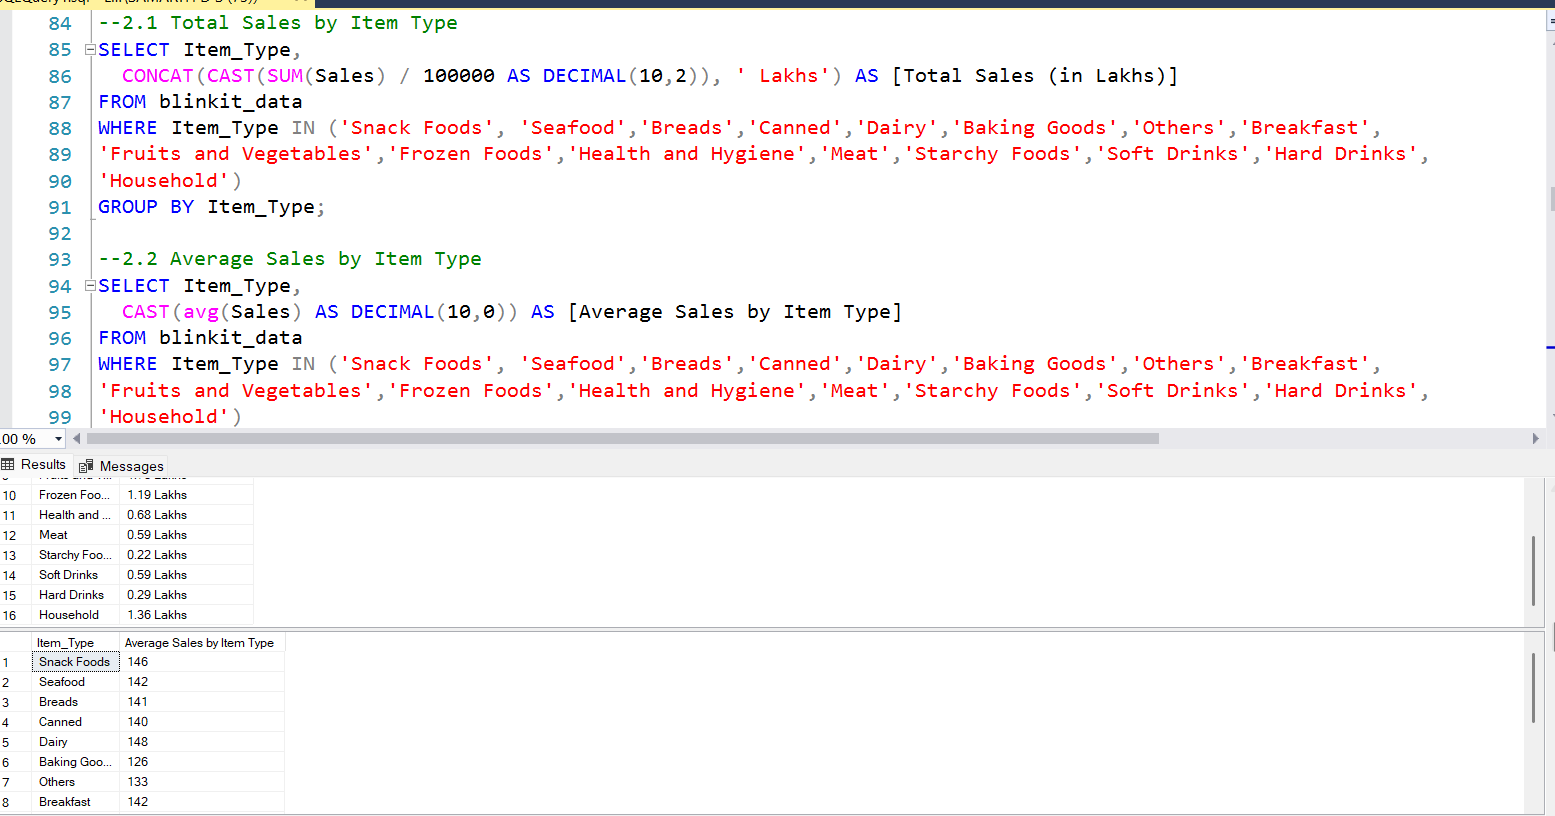 84 --2.1 Total Sales by Item Type
85 SELECT Item_Type,
86 CONCAT(CAST(SUM(Sales) / 100000 AS DECIMAL(10,2)), ' Lakhs') AS [Total Sales (in Lakhs)]
87 FROM blinkit_data
88 WHERE Item_Type IN ('Snack Foods', 'Seafood','Breads','Canned','Dairy','Baking Goods','Others','Breakfast',
89 'Fruits and Vegetables','Frozen Foods','Health and Hygiene','Meat','Starchy Foods','Soft Drinks','Hard Drinks',
90 'Household')
91 GROUP BY Item_Type;
92
93 --2.2 Average Sales by Item Type
94 SELECT Item_Type,
95 CAST(avg(Sales) AS DECIMAL(10,0)) AS [Average Sales by Item Type]
96 FROM blinkit_data
97 WHERE Item_Type IN ('Snack Foods', 'Seafood','Breads','Canned','Dairy','Baking Goods','Others','Breakfast',
98 'Fruits and Vegetables','Frozen Foods','Health and Hygiene','Meat','Starchy Foods','Soft Drinks','Hard Drinks',
99 'Household')
.00 %
Results Messages
10 Frozen Foo... 1.19 Lakhs
11 Health and ... 0.68 Lakhs
12 Meat 0.59 Lakhs
13 Starchy Foo... 0.22 Lakhs
14 Soft Drinks 0.59 Lakhs
15 Hard Drinks 0.29 Lakhs
16 Household 1.36 Lakhs
Item_Type Average Sales by Item Type
1 Snack Foods 146
2 Seafood 142
3 Breads 141
4 Canned 140
5 Dairy 148
6 Baking Goo... 126
7 Others 133
8 Breakfast 142